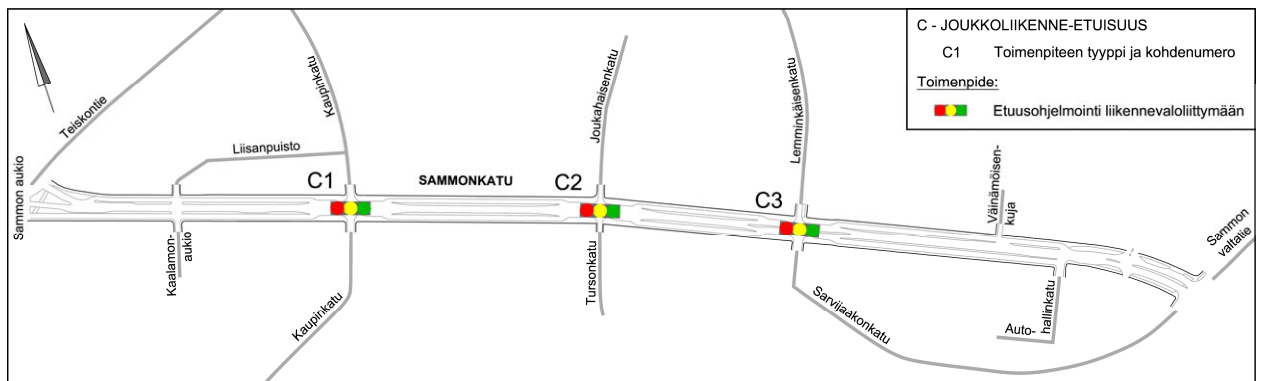 C - JOUKKOLIIKENNE-ETUISUUS
C1 Toimenpiteen tyyppi ja kohdenumero
Toimenpide:
Etuusohjelmointi liikennevaloliittymään
Teiskontie
Kaupinkatu
Joukahaisenkatu
Lemminkäisenkatu
Liisanpuisto
Sammon aukio
C1
SAMMONKATU
C2
C3
Väinämöisen-
kuja
Sammon
valtatie
Kaalamon-
aukio
Kaupinkatu
Tursonkatu
Sarvijaakonkatu
Auto-
hallinkatu